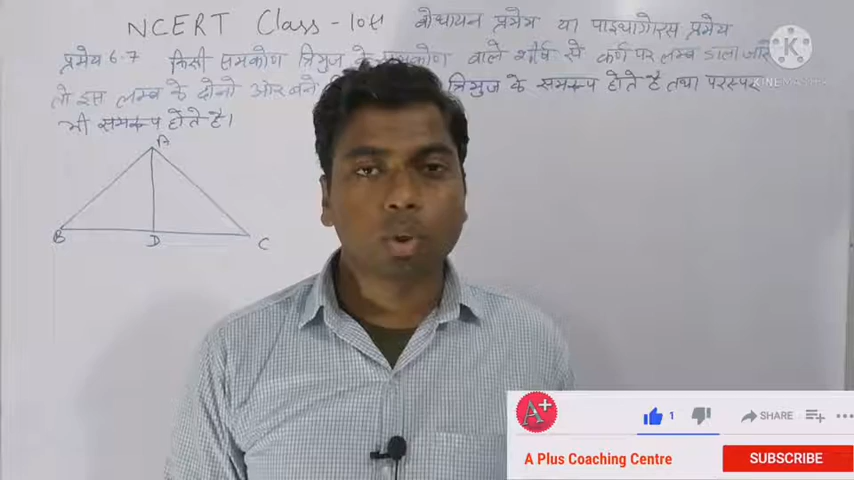 NCERT Class-10th बोधायन प्रमेय या पाइथागोरस प्रमेय
प्रमेय 6.7 किसी समकोण त्रिभुज के वाले शीर्ष से कर्ण पर लम्ब डाला जाये
तो इस लम्ब के दोनो ओर बने त्रिभुज के समरूप होते है तथा परस्पर
भी समरूप होते है।
A
B D C
K
KINEMASTER
A+
1 SHARE
A Plus Coaching Centre SUBSCRIBE